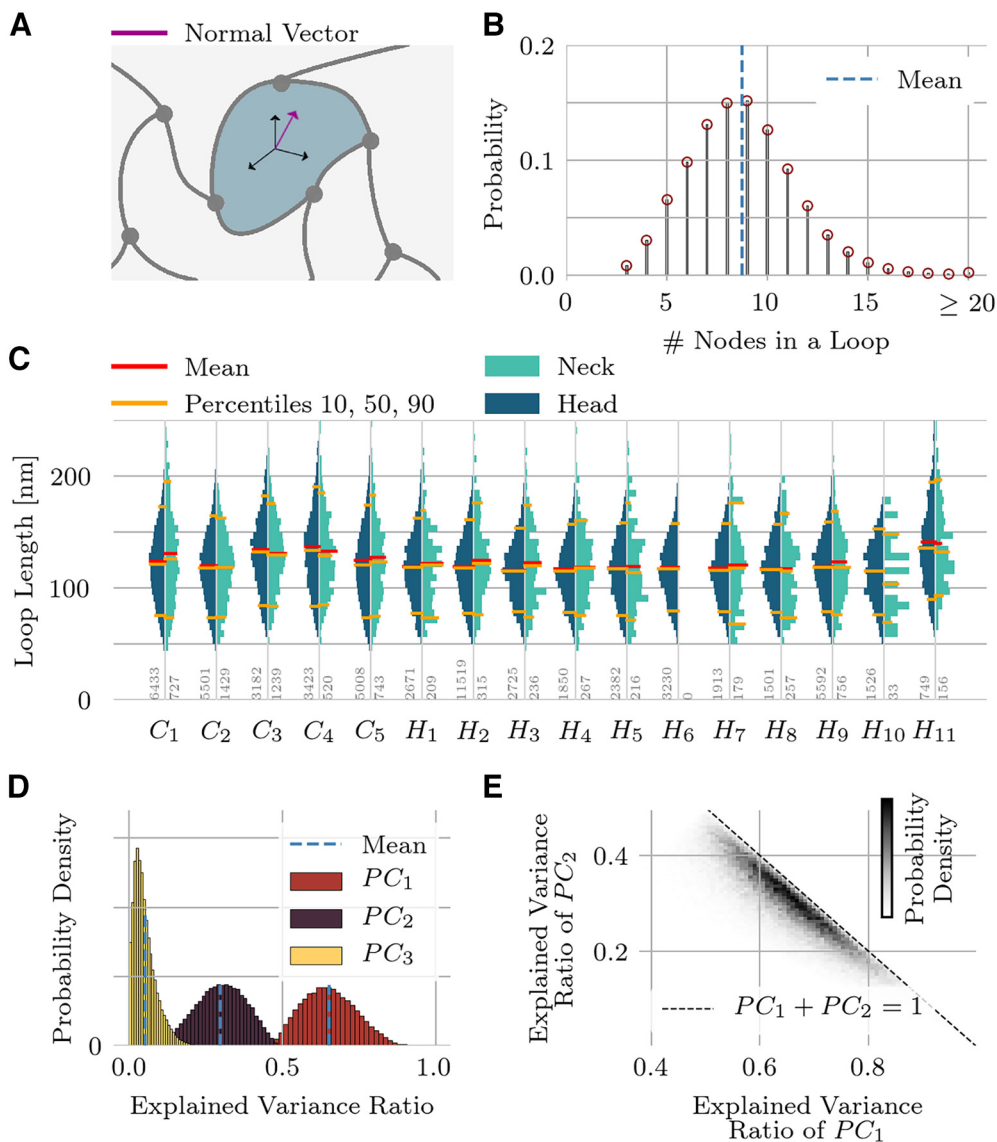 A
Normal Vector
B
0.2
0.1
0.0
Probability
Mean
0
5
10
15
≥ 20
# Nodes in a Loop
C
Mean
Percentiles 10, 50, 90
Neck
Head
Loop Length [nm]
200
100
0
6433 727 5501 1429 3182 1239 3423 520 5008 743 2671 209 11519 315 2725 236 1850 267 2382 216 3230 0 1913 179 1501 257 5592 756 1526 33 749 156
C1 C2 C3 C4 C5 H1 H2 H3 H4 H5 H6 H7 H8 H9 H10 H11
D
Probability Density
0
Mean
PC1
PC2
PC3
0.0 0.5 1.0
Explained Variance Ratio
E
Explained Variance
Ratio of PC2
0.4
0.2
Probability
Density
PC1 + PC2 = 1
0.4 0.6 0.8
Explained Variance
Ratio of PC1